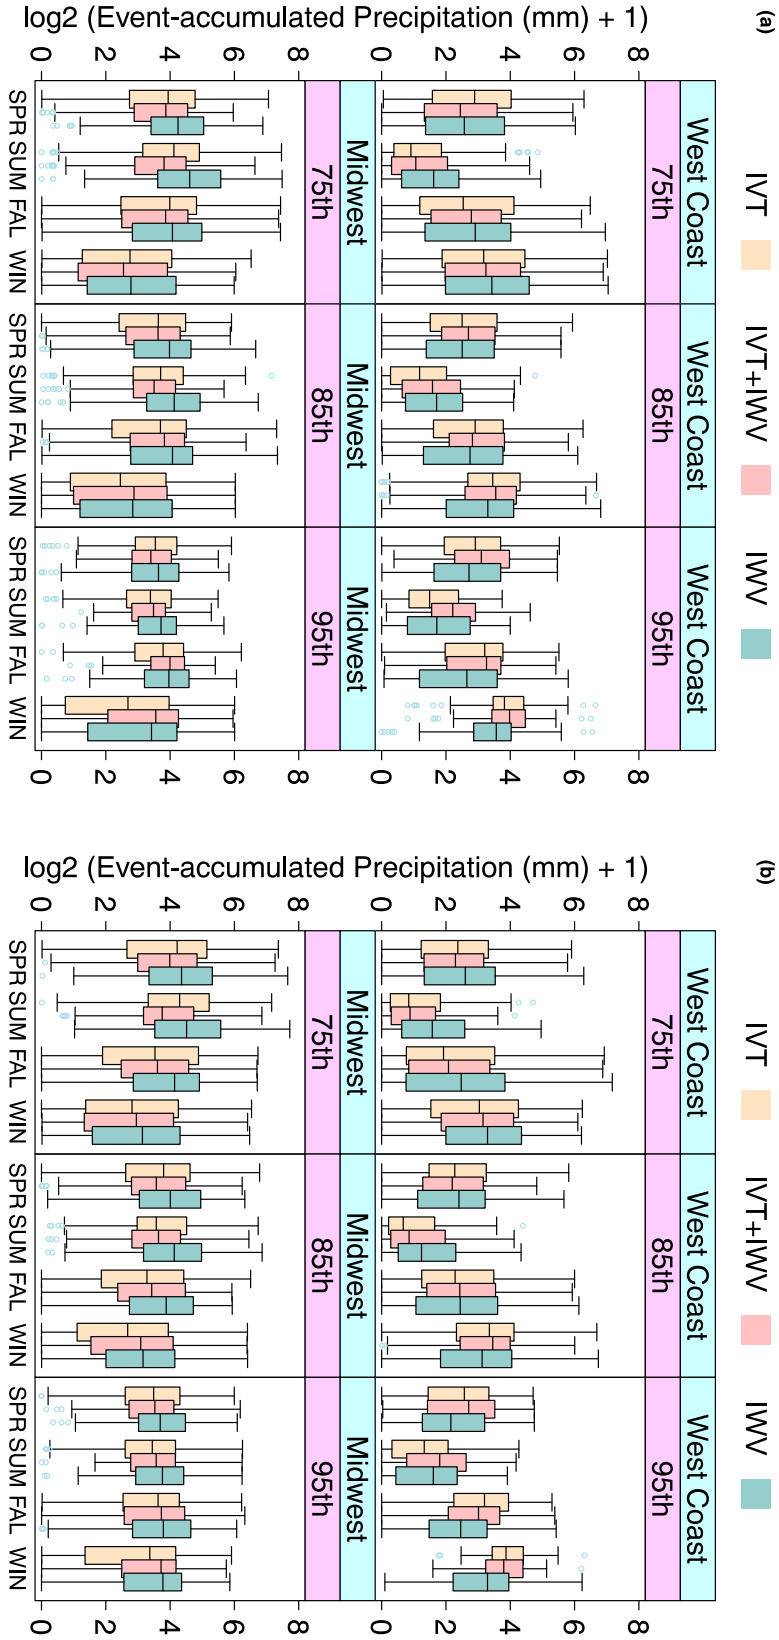 (a)
IVT IVT+IWV IWV
West Coast West Coast West Coast
75th 85th 95th
8
6
4
2
0
Midwest Midwest Midwest
75th 85th 95th
8
6
4
2
0
8
6
4
2
0
8
6
4
2
0
log2 (Event-accumulated Precipitation (mm) + 1)
SPR SUM FAL WIN SPR SUM FAL WIN SPR SUM FAL WIN
(b)
IVT IVT+IWV IWV
West Coast West Coast West Coast
75th 85th 95th
8
6
4
2
0
Midwest Midwest Midwest
75th 85th 95th
8
6
4
2
0
8
6
4
2
0
8
6
4
2
0
log2 (Event-accumulated Precipitation (mm) + 1)
SPR SUM FAL WIN SPR SUM FAL WIN SPR SUM FAL WIN